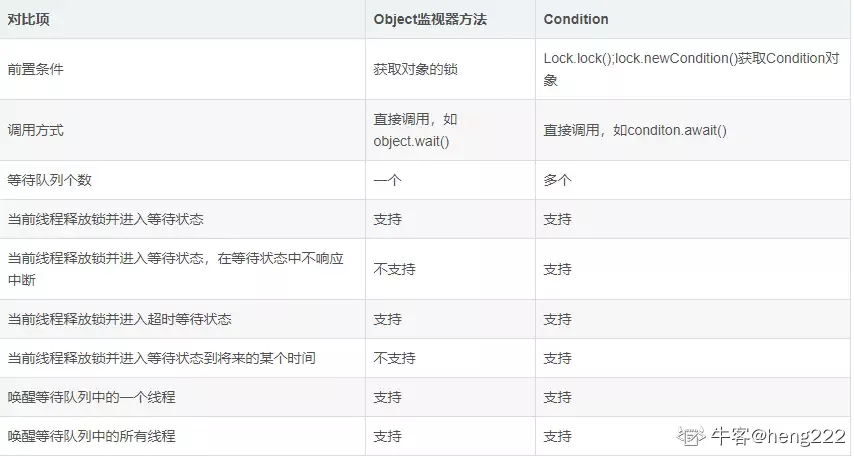 对比项 Object监视器方法 Condition
前置条件 获取对象的锁 Lock.lock();lock.newCondition()获取Condition对
象
调用方式 直接调用，如
object.wait() 直接调用，如conditon.await()
等待队列个数 一个 多个
当前线程释放锁并进入等待状态 支持 支持
当前线程释放锁并进入等待状态，在等待状态中不响应
中断 不支持 支持
当前线程释放锁并进入超时等待状态 支持 支持
当前线程释放锁并进入等待状态到将来的某个时间 不支持 支持
唤醒等待队列中的一个线程 支持 支持
唤醒等待队列中的所有线程 支持 支持
牛客@heng222